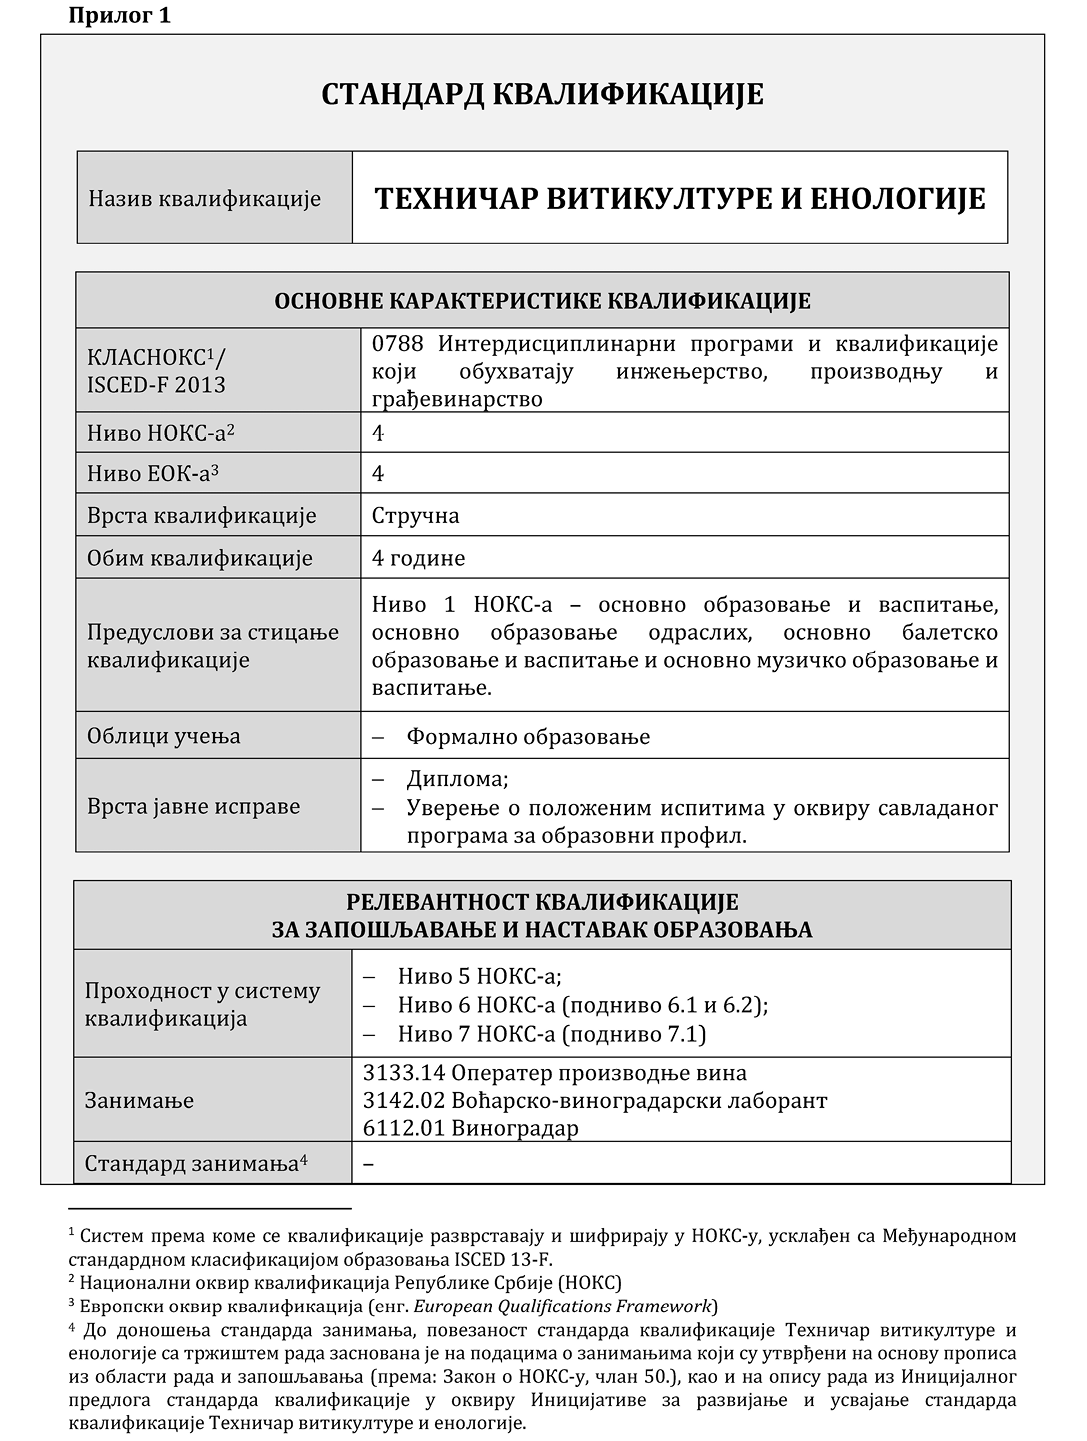 Прилог 1
СТАНДАРД КВАЛИФИКАЦИЈЕ
Назив квалификације
ТЕХНИЧАР ВИТИКУЛТУРЕ И ЕНОЛОГИЈЕ
ОСНОВНЕ КАРАКТЕРИСТИКЕ КВАЛИФИКАЦИЈЕ
КЛАСНОКС¹/
ISCED-F 2013
0788 Интердисциплинарни програми и квалификације
који обухватају инжењерство, производњу и
грађевинарство
Ниво НОКС-а²
4
Ниво ЕОК-а³
4
Врста квалификације
Стручна
Обим квалификације
4 године
Предуслови за стицање
квалификације
Ниво 1 НОКС-а – основно образовање и васпитање,
основно образовање одраслих, основно балетско
образовање и васпитање и основно музичко образовање и
васпитање.
Облици учења
– Формално образовање
Врста јавне исправе
– Диплома;
– Уверење о положеним испитима у оквиру савладаног
програма за образовни профил.
РЕЛЕВАНТНОСТ КВАЛИФИКАЦИЈЕ
ЗА ЗАПОШЉАВАЊЕ И НАСТАВАК ОБРАЗОВАЊА
Проходност у систему
квалификација
– Ниво 5 НОКС-а;
– Ниво 6 НОКС-а (подниво 6.1 и 6.2);
– Ниво 7 НОКС-а (подниво 7.1)
Занимање
3133.14 Оператер производње вина
3142.02 Воћарско-виноградарски лаборант
6112.01 Виноградар
Стандард занимања⁴
–
¹ Систем према коме се квалификације разврставају и шифрирају у НОКС-у, усклађен са Међународном
стандардном класификацијом образовања ISCED 13-F.
² Национални оквир квалификација Републике Србије (НОКС)
³ Европски оквир квалификација (енг. European Qualifications Framework)
⁴ До доношења стандарда занимања, повезаност стандарда квалификације Техничар витикултуре и
енологије са тржиштем рада заснована је на подацима о занимањима који су утврђени на основу прописа
из области рада и запошљавања (према: Закон о НОКС-у, члан 50.), као и на опису рада из Иницијалног
предлога стандарда квалификације у оквиру Иницијативе за развијање и усвајање стандарда
квалификације Техничар витикултуре и енологије.